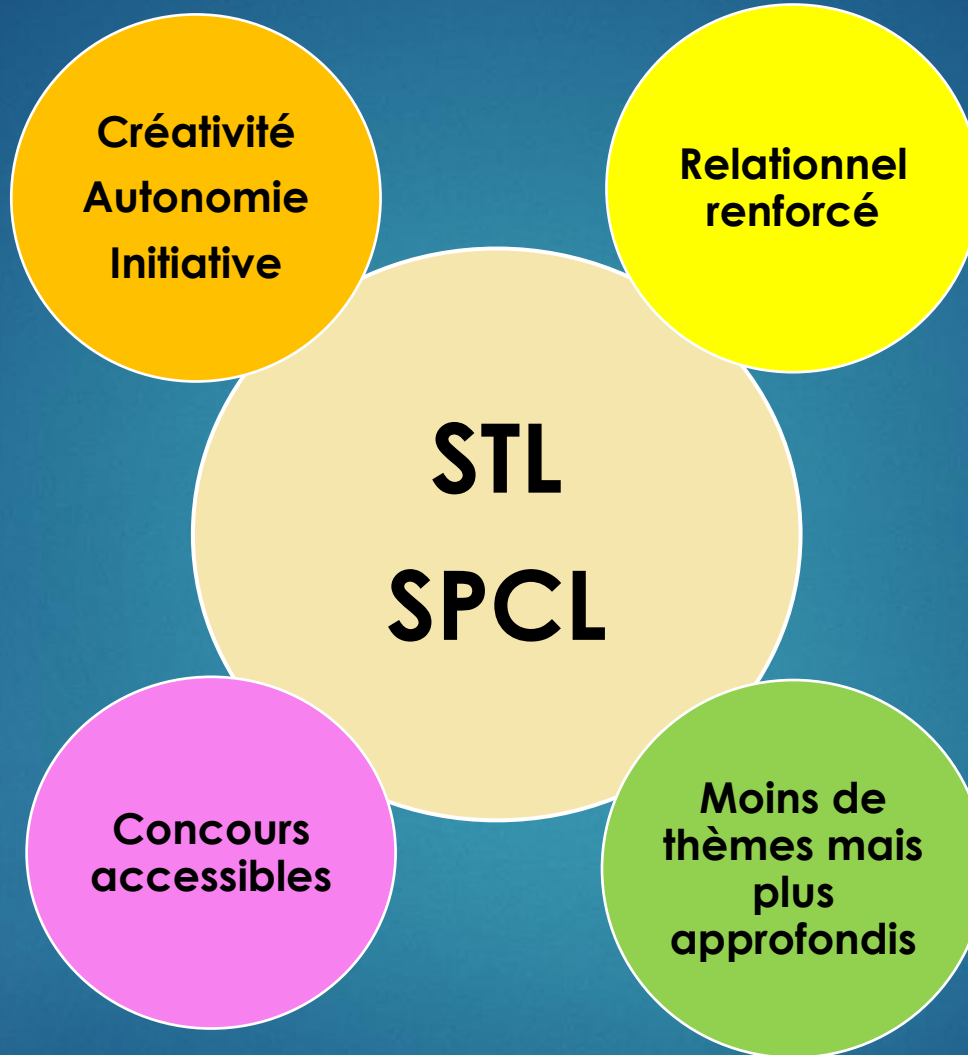 Créativité
Autonomie
Initiative
Relationnel
renforcé
STL
SPCL
Concours
accessibles
Moins de
thèmes mais
plus
approfondis